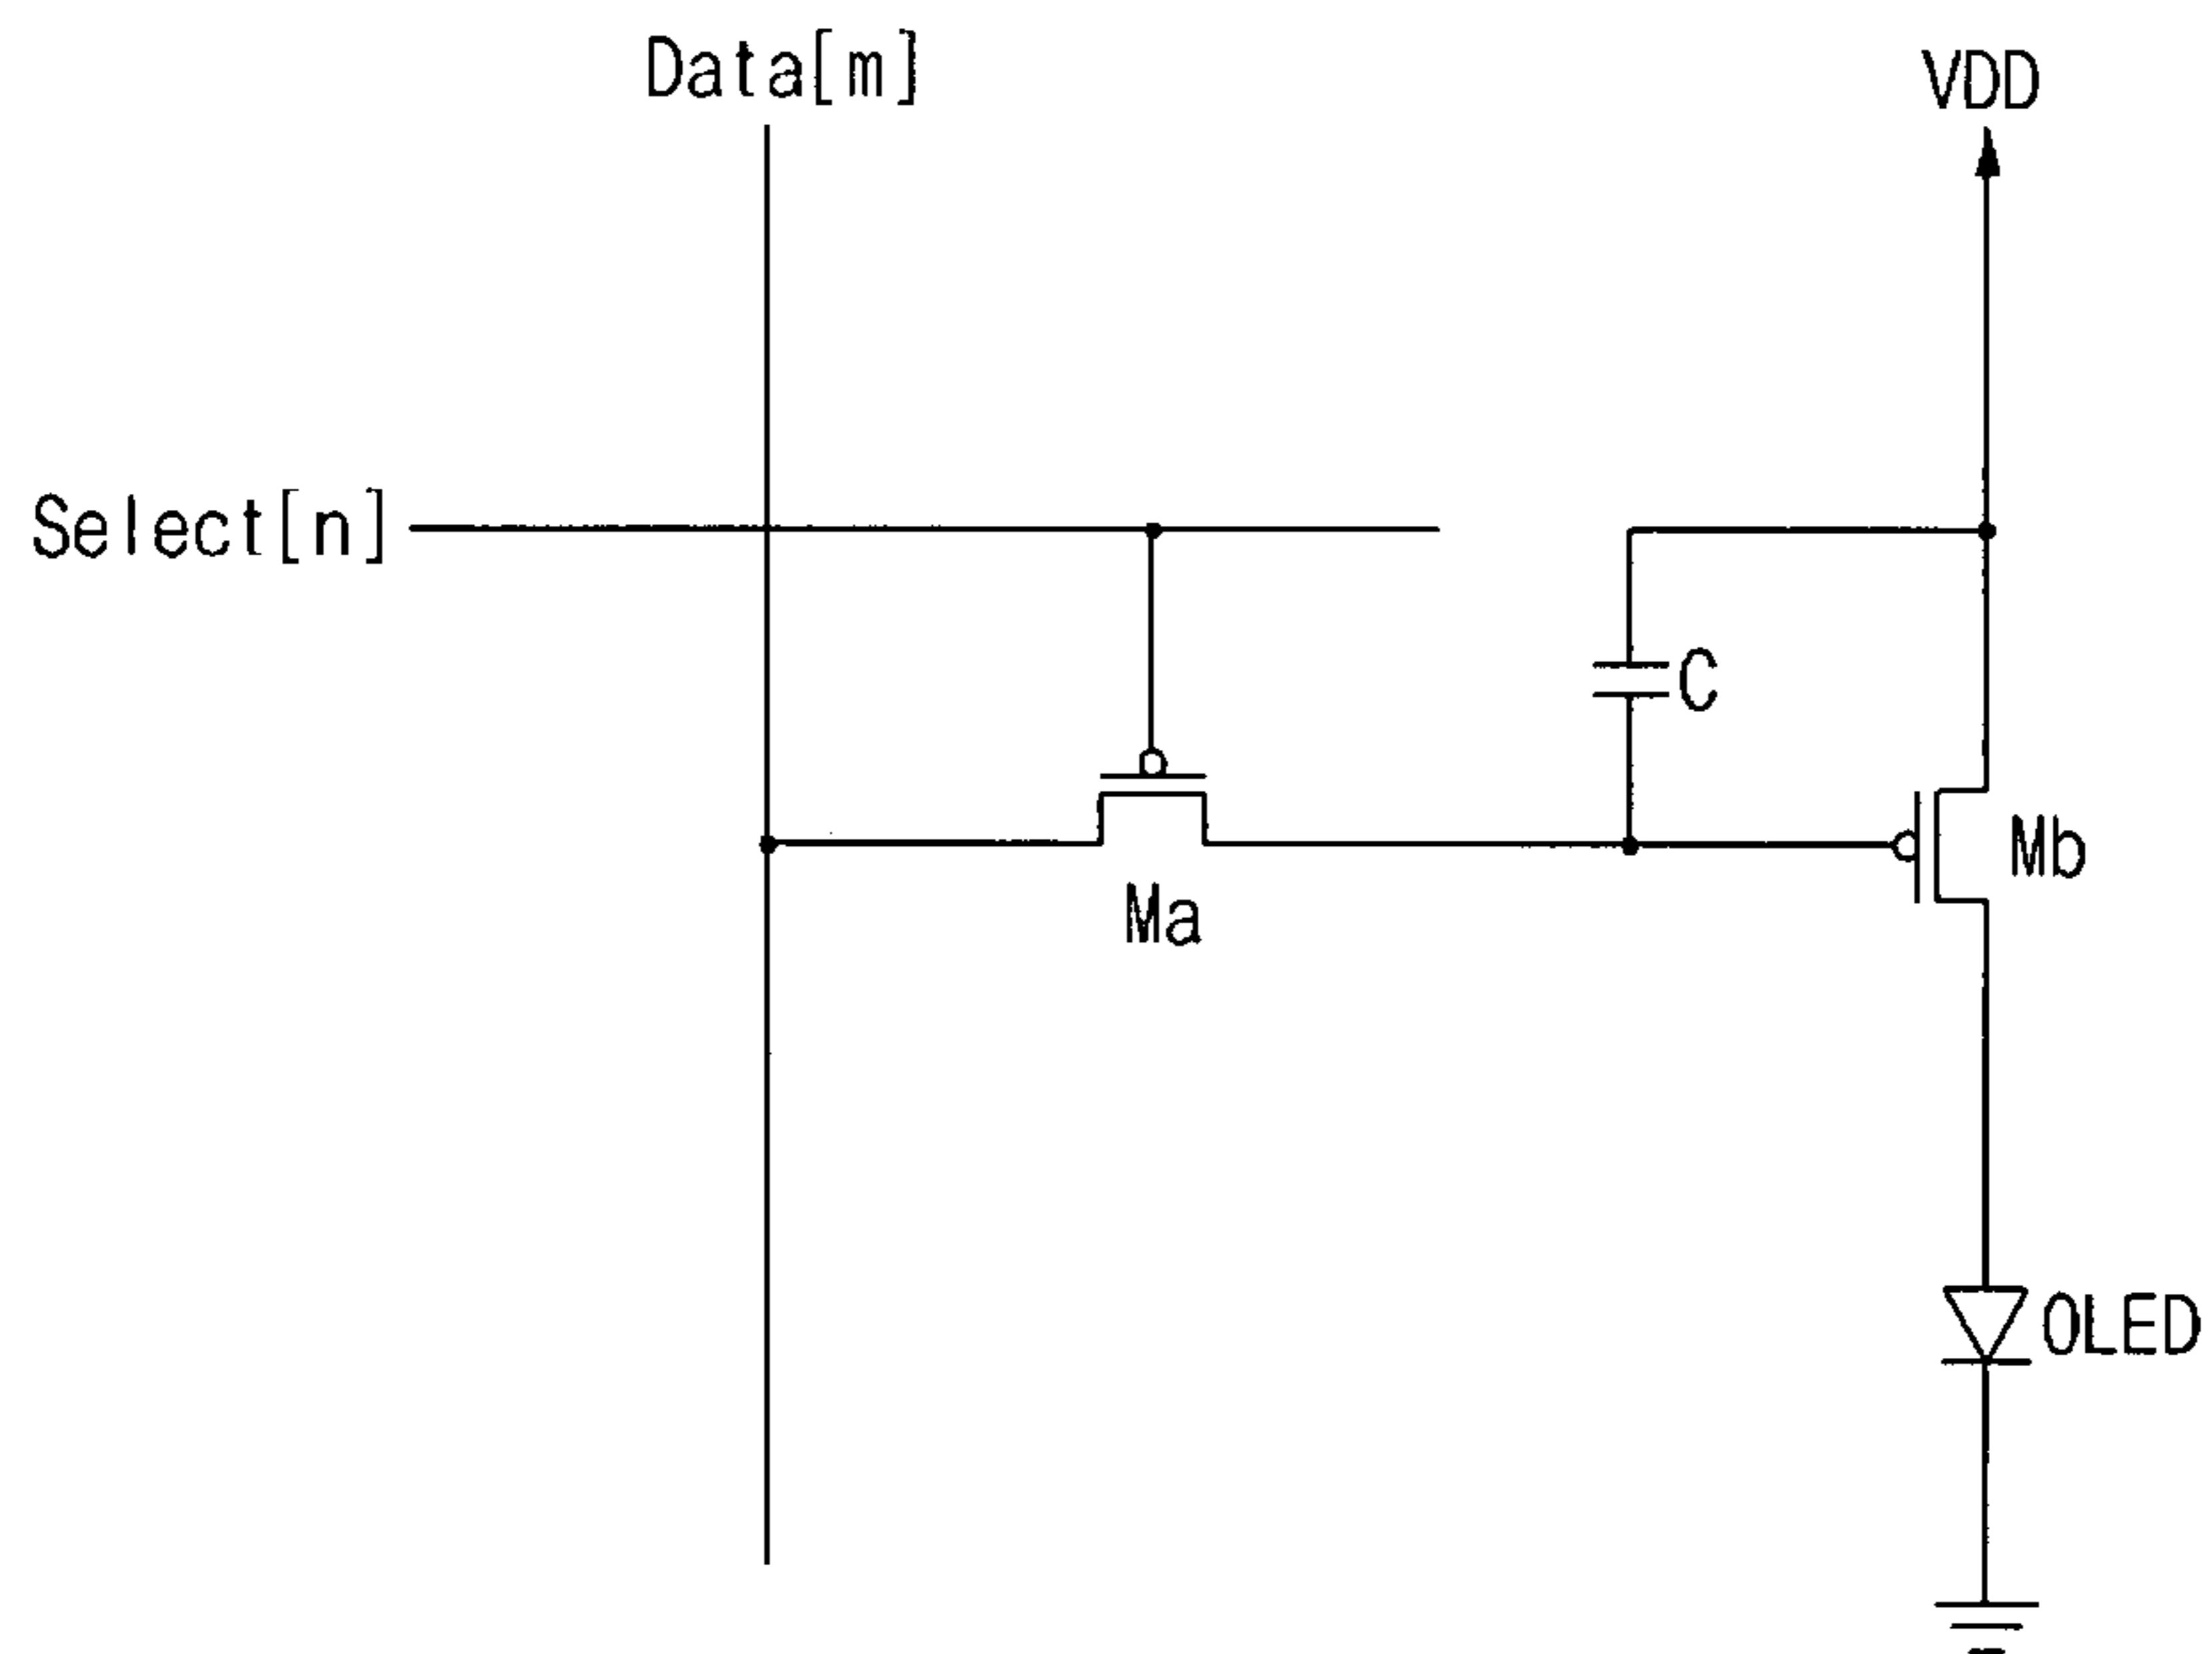 Data[m]
VDD
Select[n]
C
Mb
Ma
OLED